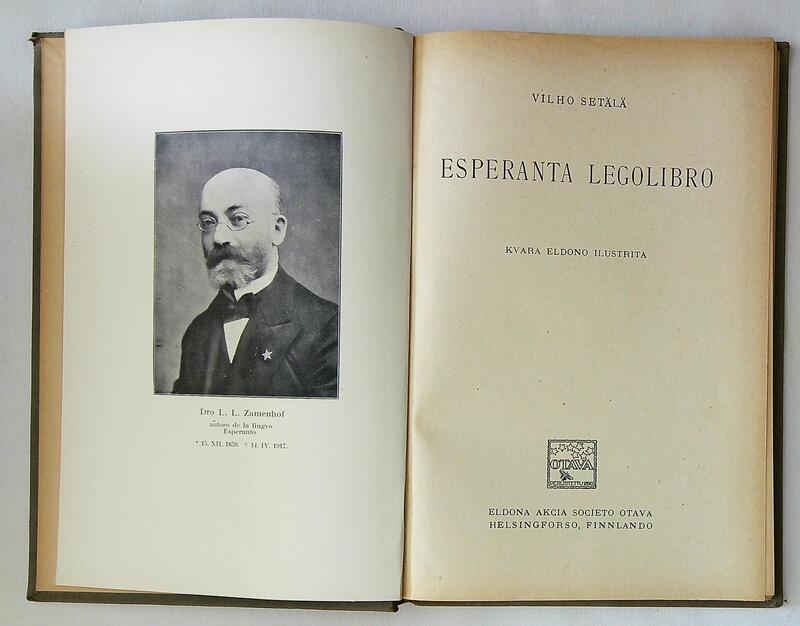 Dro L. L. Zamenhof
aŭtoro de la lingvo
Esperanto
* 15. XII. 1859. † 14. IV. 1917.
VILHO SETÄLÄ
ESPERANTA LEGOLIBRO
KVARA ELDONO ILUSTRITA
OTAVA
ELDONA AKCIA SOCIETO OTAVA
HELSINGFORSO, FINNLANDO